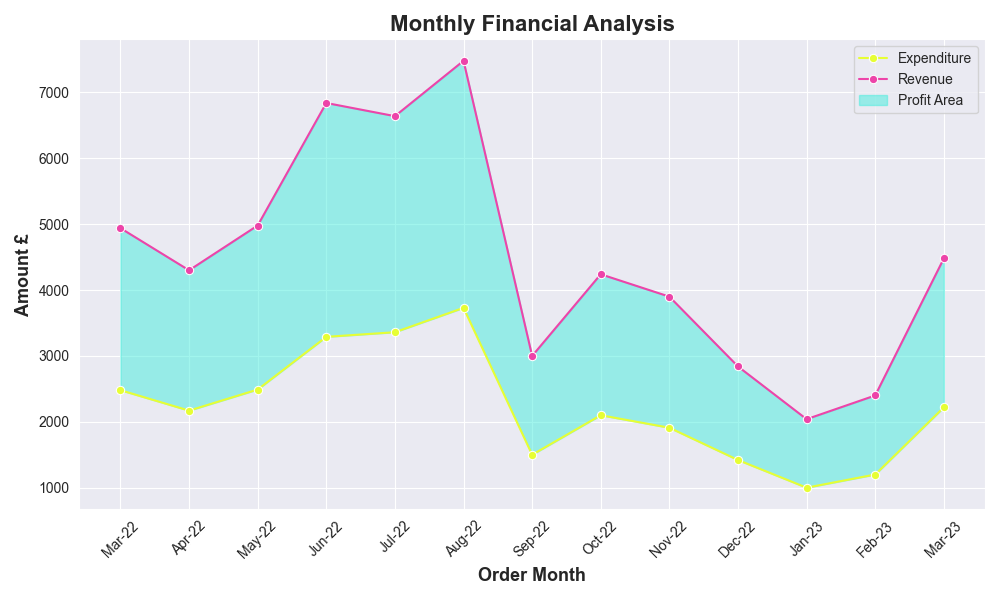 Monthly Financial Analysis
Expenditure
Revenue
Profit Area
Amount £
7000
6000
5000
4000
3000
2000
1000
Mar-22
Apr-22
May-22
Jun-22
Jul-22
Aug-22
Sep-22
Oct-22
Nov-22
Dec-22
Jan-23
Feb-23
Mar-23
Order Month